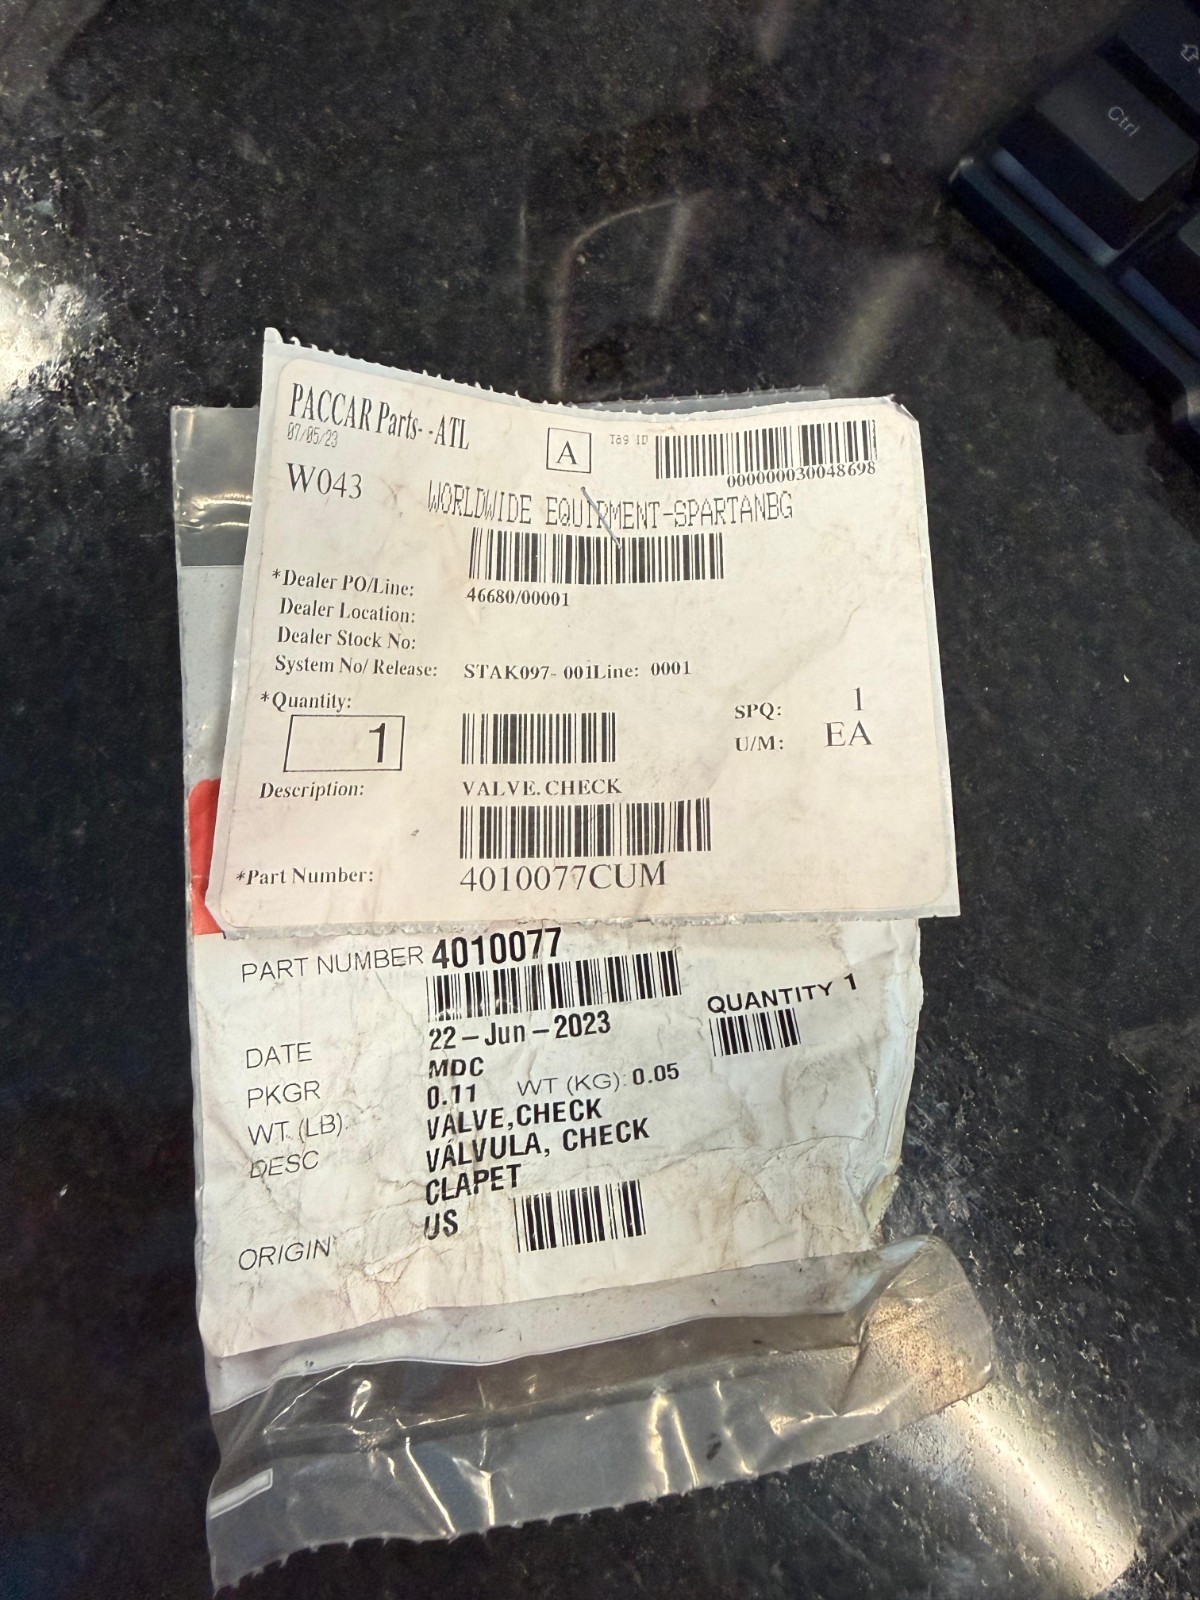 Ctrl
PACCAR Parts- -ATL
07/05/23
A
Tag ID
000000030048698
W043
WORLDWIDE EQUIPMENT-SPARTANBG
*Dealer PO/Line: 46680/00001
Dealer Location:
Dealer Stock No:
System No/ Release: STAK097- 001Line: 0001
*Quantity: 1
SPQ: 1
U/M: EA
Description: VALVE.CHECK
*Part Number: 4010077CUM
PART NUMBER 4010077
QUANTITY 1
DATE 22-Jun-2023
PKGR MDC
WT (LB): 0.11 WT (KG): 0.05
DESC VALVE,CHECK
VÁLVULA, CHECK
CLAPET
ORIGIN US